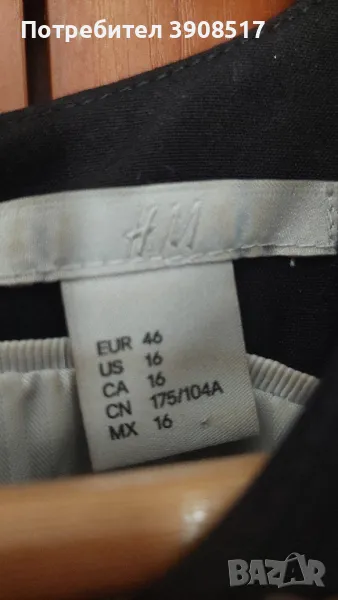 Потребител 3908517
H&M
EUR 46
US 16
CA 16
CN 175/104A
MX 16
BAZAR